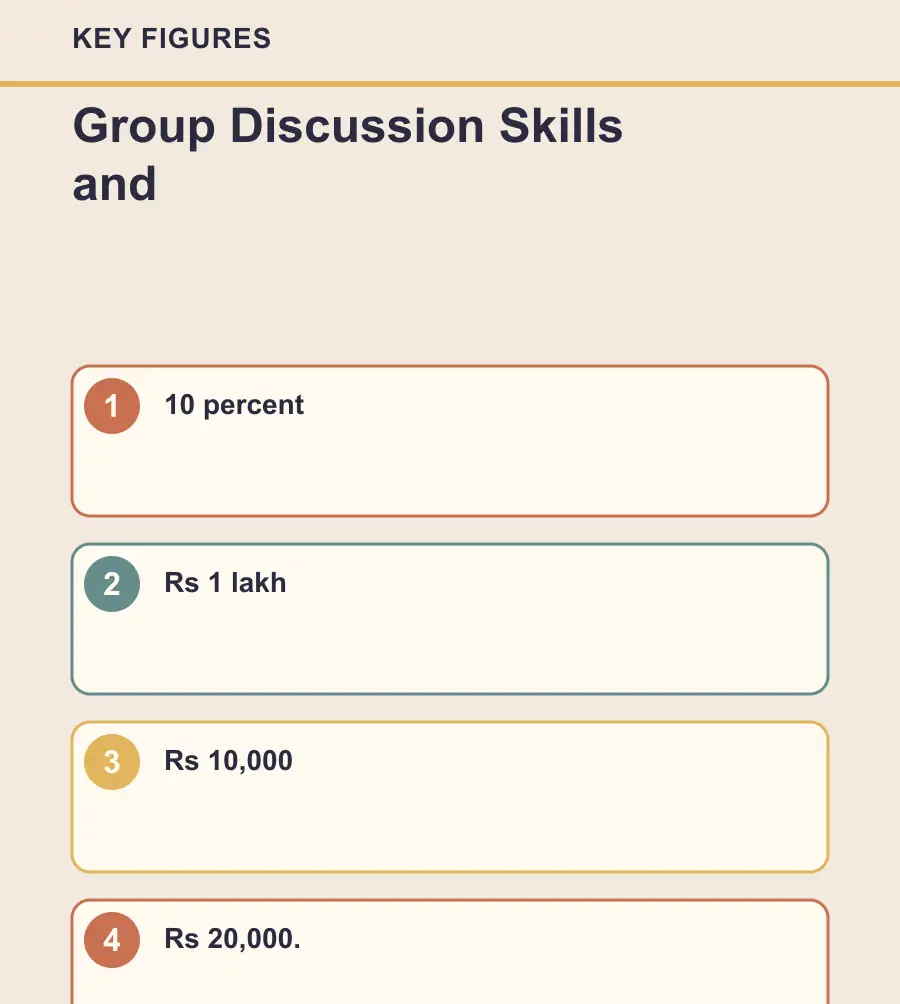 KEY FIGURES
Group Discussion Skills
and
1 10 percent
2 Rs 1 lakh
3 Rs 10,000
4 Rs 20,000.